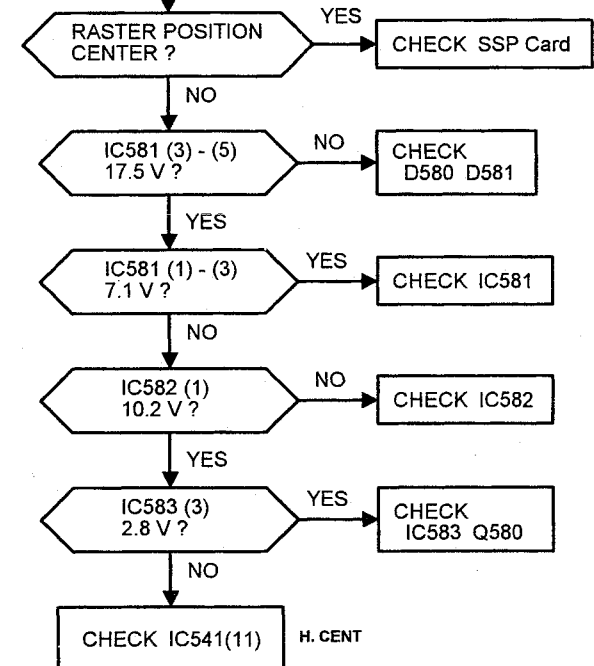 RASTER POSITION
CENTER ?
YES
CHECK SSP Card
NO
IC581 (3) - (5)
17.5 V ?
NO
CHECK
D580 D581
YES
IC581 (1) - (3)
7.1 V ?
YES
CHECK IC581
NO
IC582 (1)
10.2 V ?
NO
CHECK IC582
YES
IC583 (3)
2.8 V ?
YES
CHECK
IC583 Q580
NO
CHECK IC541(11)
H. CENT